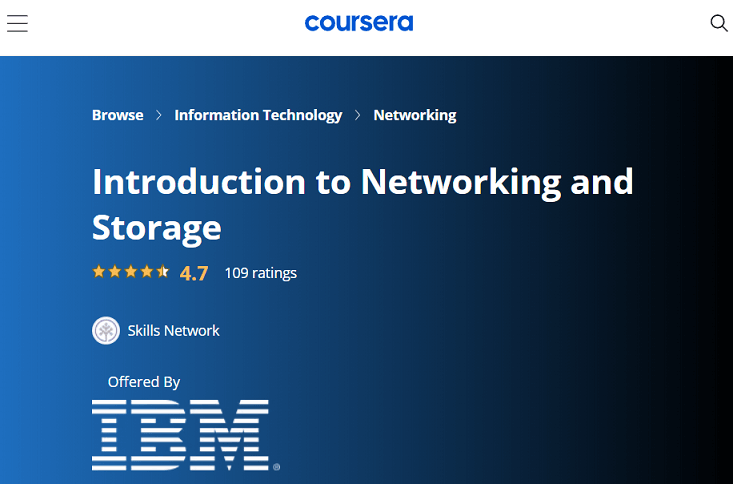 coursera
Browse > Information Technology > Networking
Introduction to Networking and
Storage
4.7 109 ratings
Skills Network
Offered By
IBM®